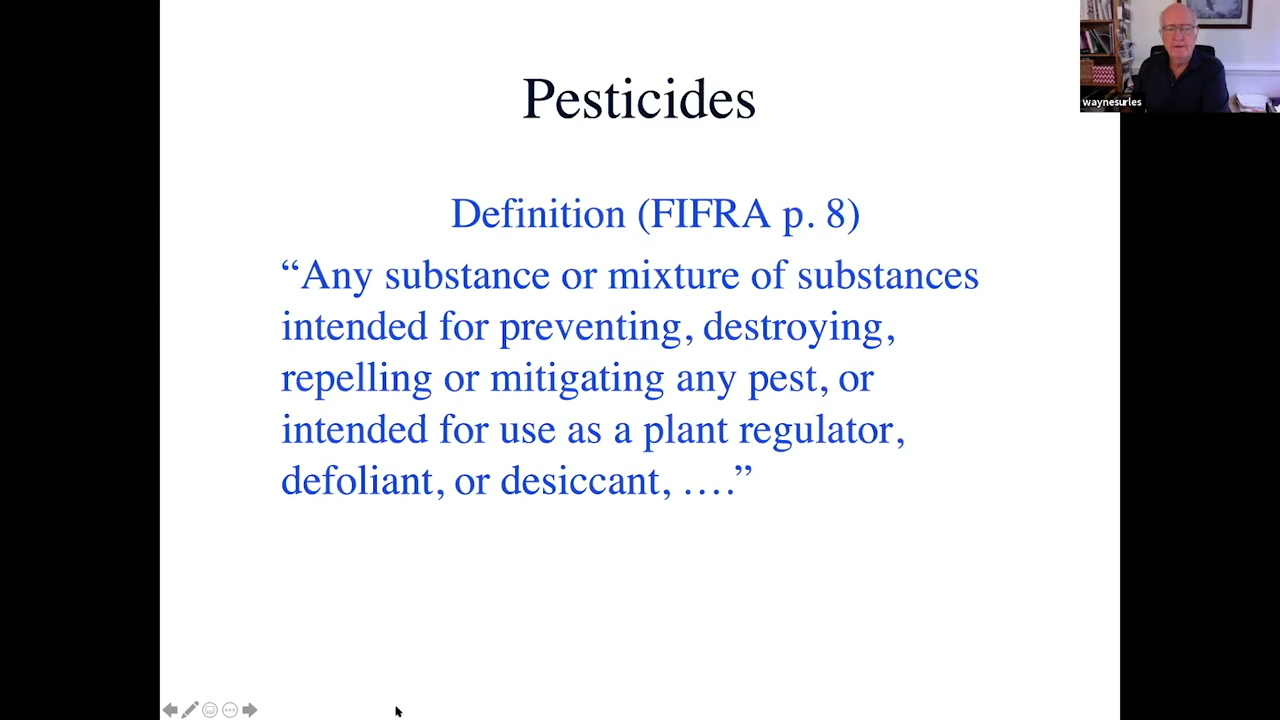 Pesticides
Definition (FIFRA p. 8)
“Any substance or mixture of substances
intended for preventing, destroying,
repelling or mitigating any pest, or
intended for use as a plant regulator,
defoliant, or desiccant, ….”
waynesurles